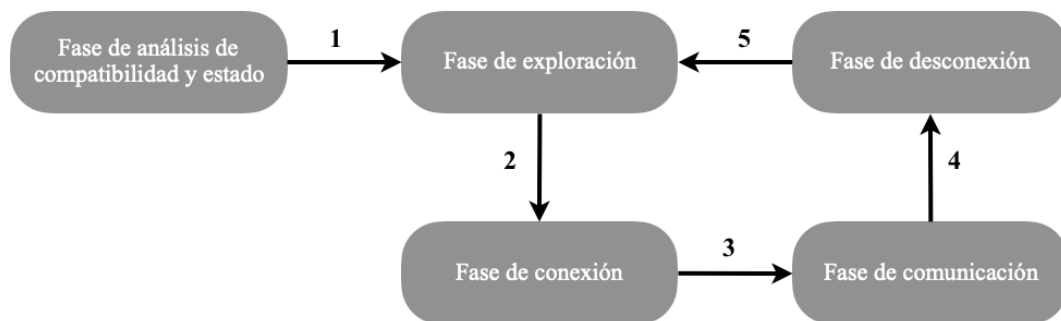 Fase de análisis de
compatibilidad y estado
1
Fase de exploración
5
Fase de desconexión
2
4
Fase de conexión
3
Fase de comunicación